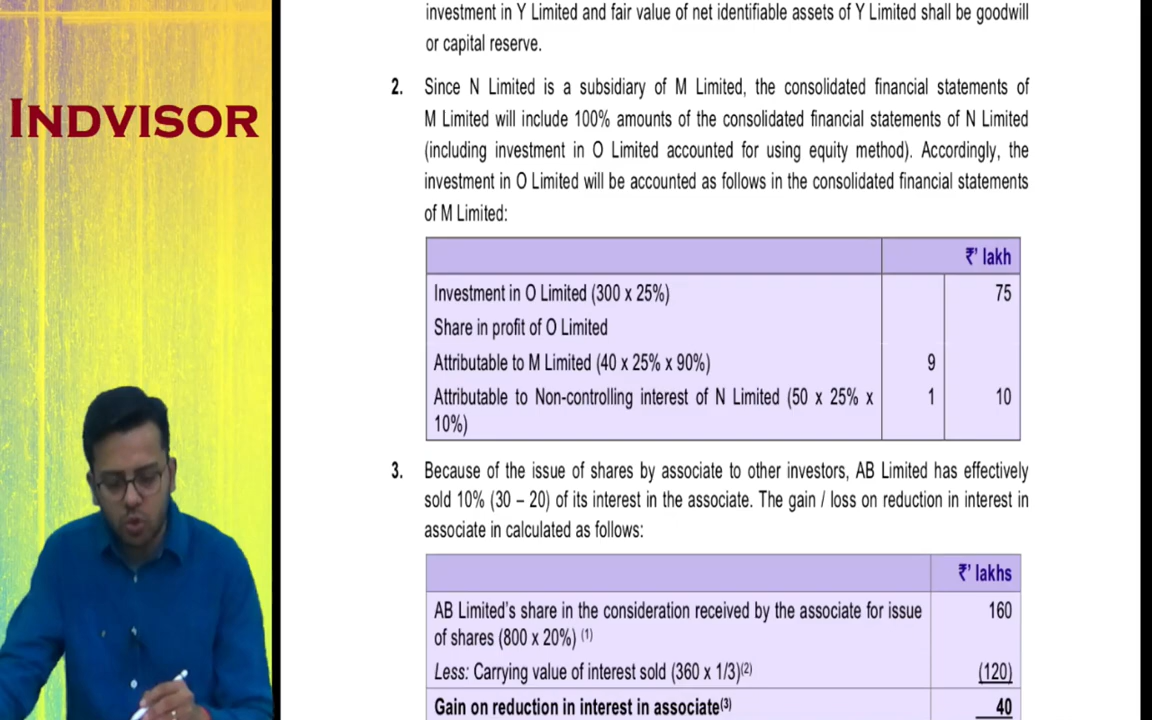 INDVISOR
investment in Y Limited and fair value of net identifiable assets of Y Limited shall be goodwill
or capital reserve.
2. Since N Limited is a subsidiary of M Limited, the consolidated financial statements of
M Limited will include 100% amounts of the consolidated financial statements of N Limited
(including investment in O Limited accounted for using equity method). Accordingly, the
investment in O Limited will be accounted as follows in the consolidated financial statements
of M Limited:
₹' lakh
Investment in O Limited (300 x 25%) 75
Share in profit of O Limited
Attributable to M Limited (40 x 25% x 90%) 9
Attributable to Non-controlling interest of N Limited (50 x 25% x 1 10
10%)
3. Because of the issue of shares by associate to other investors, AB Limited has effectively
sold 10% (30 – 20) of its interest in the associate. The gain / loss on reduction in interest in
associate in calculated as follows:
₹' lakhs
AB Limited's share in the consideration received by the associate for issue 160
of shares (800 x 20%) (1)
Less: Carrying value of interest sold (360 x 1/3)(2) (120)
Gain on reduction in interest in associate(3) 40